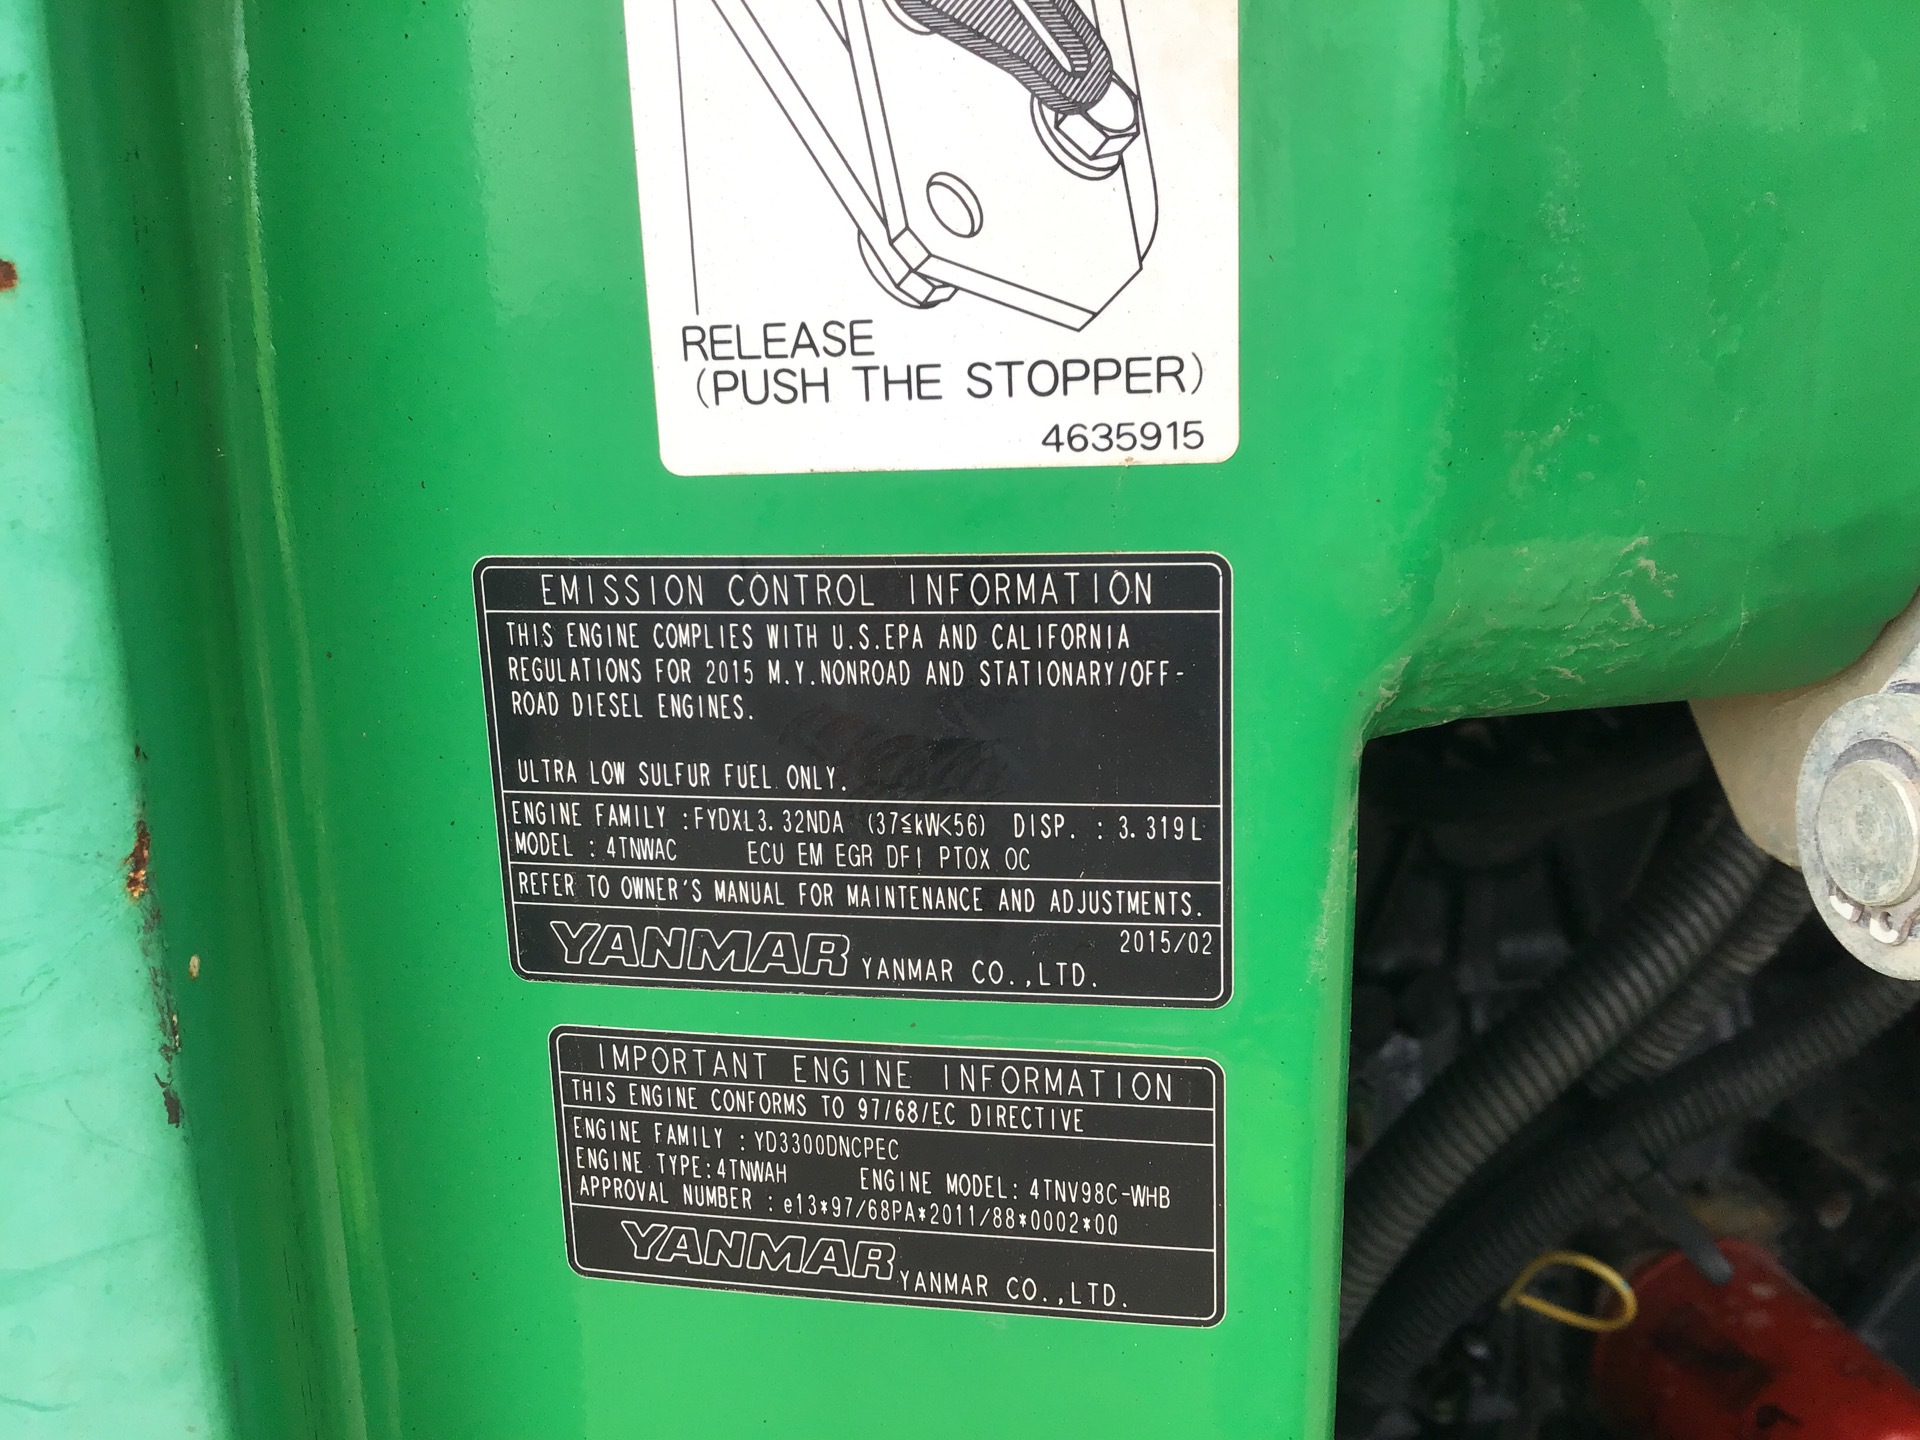 RELEASE
(PUSH THE STOPPER)
4635915
EMISSION CONTROL INFORMATION
THIS ENGINE COMPLIES WITH U.S.EPA AND CALIFORNIA
REGULATIONS FOR 2015 M.Y.NONROAD AND STATIONARY/OFF-
ROAD DIESEL ENGINES.
ULTRA LOW SULFUR FUEL ONLY.
ENGINE FAMILY :FYDXL3.32NDA (37≦kW<56) DISP. : 3.319L
MODEL : 4TNWAC ECU EM EGR DFI PTOX OC
REFER TO OWNER'S MANUAL FOR MAINTENANCE AND ADJUSTMENTS.
2015/02
YANMAR YANMAR CO.,LTD.
IMPORTANT ENGINE INFORMATION
THIS ENGINE CONFORMS TO 97/68/EC DIRECTIVE
ENGINE FAMILY : YD3300DNCPEC
ENGINE TYPE:4TNWAH ENGINE MODEL: 4TNV98C-WHB
APPROVAL NUMBER : e13*97/68PA*2011/88*0002*00
YANMAR YANMAR CO.,LTD.